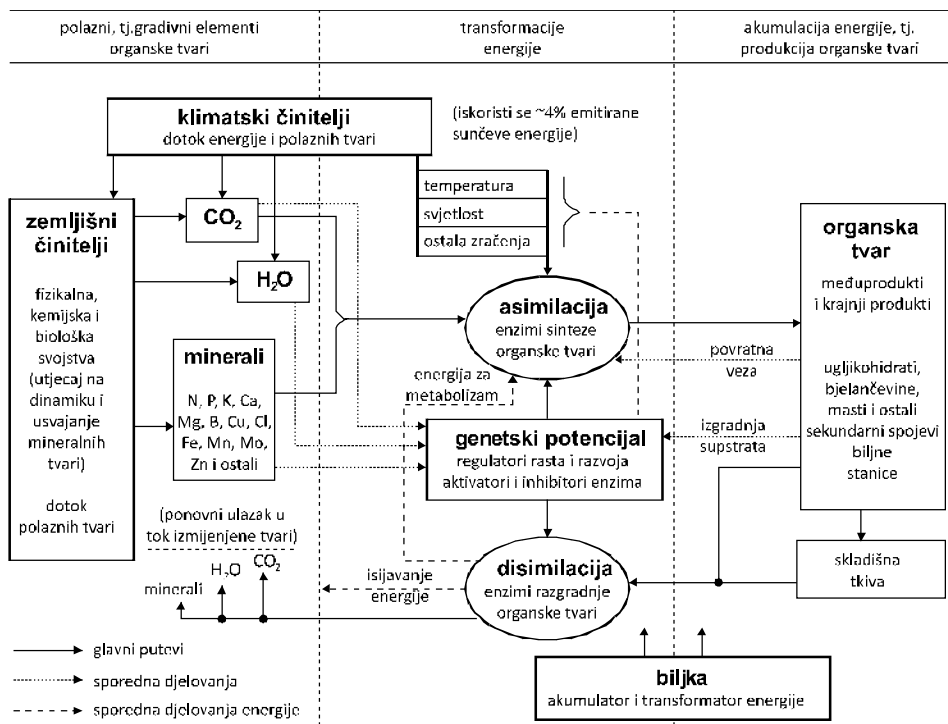 polazni, tj.gradivni elementi
organske tvari
transformacije
energije
akumulacija energije, tj.
produkcija organske tvari
klimatski činitelji
dotok energije i polaznih tvari
(iskoristi se ~4% emitirane
sunčeve energije)
temperatura
svjetlost
ostala zračenja
zemljišni
činitelji
fizikalna,
kemijska i
biološka
svojstva
(utjecaj na
dinamiku i
usvajanje
mineralnih
tvari)
dotok
polaznih tvari
CO₂
H₂O
minerali
N, P, K, Ca,
Mg, B, Cu, Cl,
Fe, Mn, Mo,
Zn i ostali
asimilacija
enzimi sinteze
organske tvari
energija za
metabolizam
povratna
veza
organska
tvar
međuprodukti
i krajnji produkti
ugljikohidrati,
bjelančevine,
masti i ostali
sekundarni spojevi
biljne
stanice
genetski potencijal
regulatori rasta i razvoja
aktivatori i inhibitori enzima
izgradnja
supstrata
(ponovni ulazak u
tok izmijenjene tvari)
minerali
H₂O
CO₂
isijavanje
energije
disimilacija
enzimi razgradnje
organske tvari
skladišna
tkiva
glavni putevi
sporedna djelovanja
sporedna djelovanja energije
biljka
akumulator i transformator energije